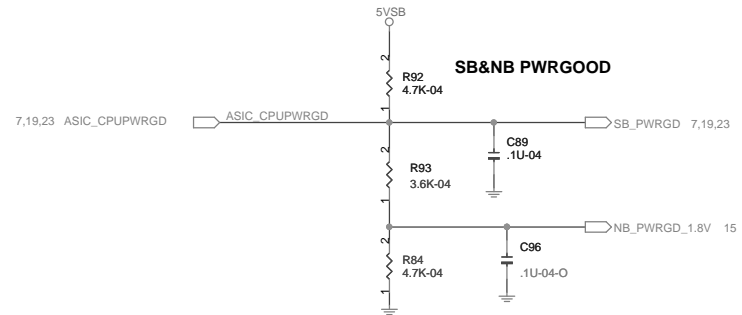 5VSB
SB&NB PWRGOOD
2
R92
4.7K-04
1
7,19,23 ASIC_CPUPWRGD
ASIC_CPUPWRGD
SB_PWRGD 7,19,23
2
C89
.1U-04
R93
3.6K-04
1
NB_PWRGD_1.8V 15
2
C96
R84
4.7K-04
.1U-04-O
1